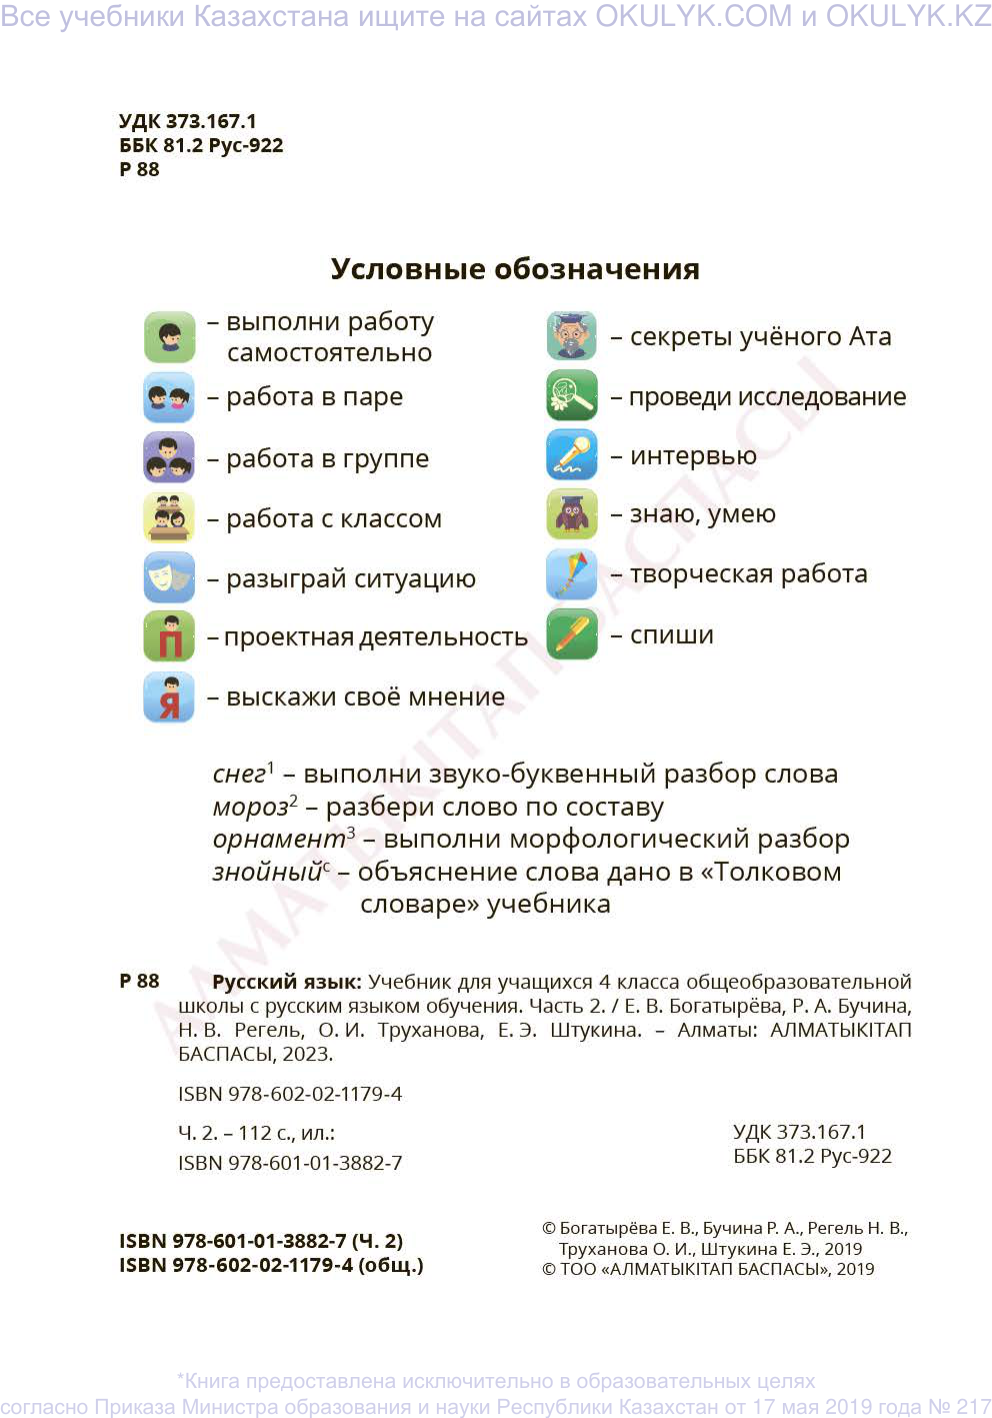 Все учебники Казахстана ищите на сайтах OKULYK.COM и OKULYK.KZ
УДК 373.167.1
ББК 81.2 Рус-922
Р 88
Условные обозначения
– выполни работу
самостоятельно
– работа в паре
– работа в группе
– работа с классом
– разыграй ситуацию
П
– проектная деятельность
Я
– выскажи своё мнение
– секреты учёного Ата
– проведи исследование
– интервью
– знаю, умею
– творческая работа
– спиши
снег¹ – выполни звуко-буквенный разбор слова
мороз² – разбери слово по составу
орнамент³ – выполни морфологический разбор
знойныйᶜ – объяснение слова дано в «Толковом
словаре» учебника
АЛМАТЫКІТАП БАСПАСЫ
Р 88 Русский язык: Учебник для учащихся 4 класса общеобразовательной
школы с русским языком обучения. Часть 2. / Е. В. Богатырёва, Р. А. Бучина,
Н. В. Регель, О. И. Труханова, Е. Э. Штукина. – Алматы: АЛМАТЫКІТАП
БАСПАСЫ, 2023.
ISBN 978-602-02-1179-4
Ч. 2. – 112 с., ил.:
ISBN 978-601-01-3882-7
УДК 373.167.1
ББК 81.2 Рус-922
ISBN 978-601-01-3882-7 (Ч. 2)
ISBN 978-602-02-1179-4 (общ.)
© Богатырёва Е. В., Бучина Р. А., Регель Н. В.,
Труханова О. И., Штукина Е. Э., 2019
© ТОО «АЛМАТЫКІТАП БАСПАСЫ», 2019
*Книга предоставлена исключительно в образовательных целях
согласно Приказа Министра образования и науки Республики Казахстан от 17 мая 2019 года № 217